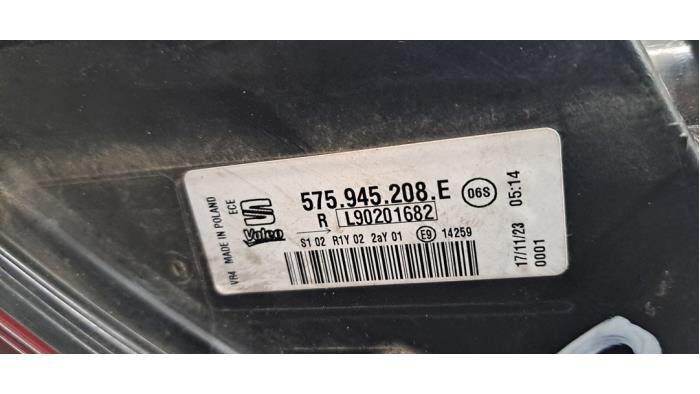 575.945.208.E 06S
R L90201682
Valeo
S1 02 R1Y 02 2aY 01 E9 14259
VR4 MADE IN POLAND
ECE
17/11/23 05:14
0001